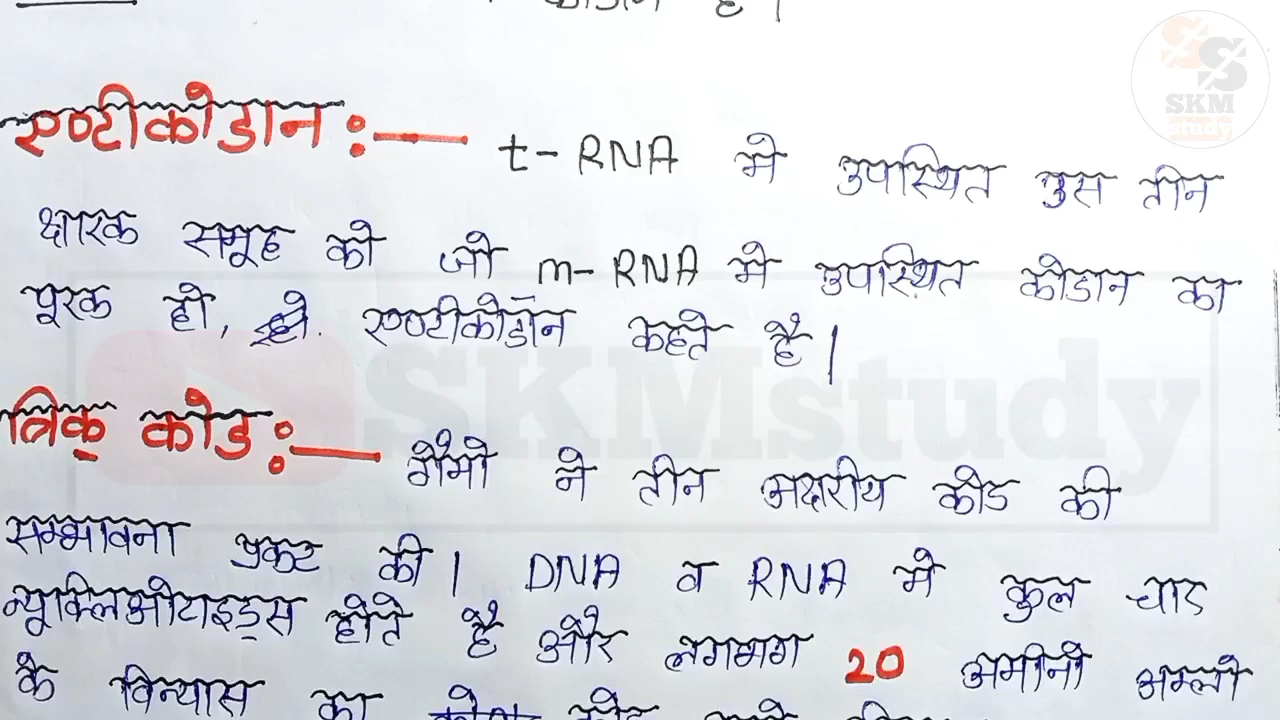 कोडान है।
SKM
study
एण्टीकोडान :— t-RNA मे उपस्थित उस तीन
क्षारक समूह को जो m-RNA मे उपस्थित कोडान का
पूरक हो, एण्टीकोडॉन कहते है।
SKMstudy
त्रिक् कोड :— गैमो ने तीन अक्षरीय कोड की
सम्भावना प्रकट की। DNA व RNA मे कुल चार
न्यूक्लिओटाइड्स होते है और लगभग 20 अमीनो अम्लो
के विन्यास का